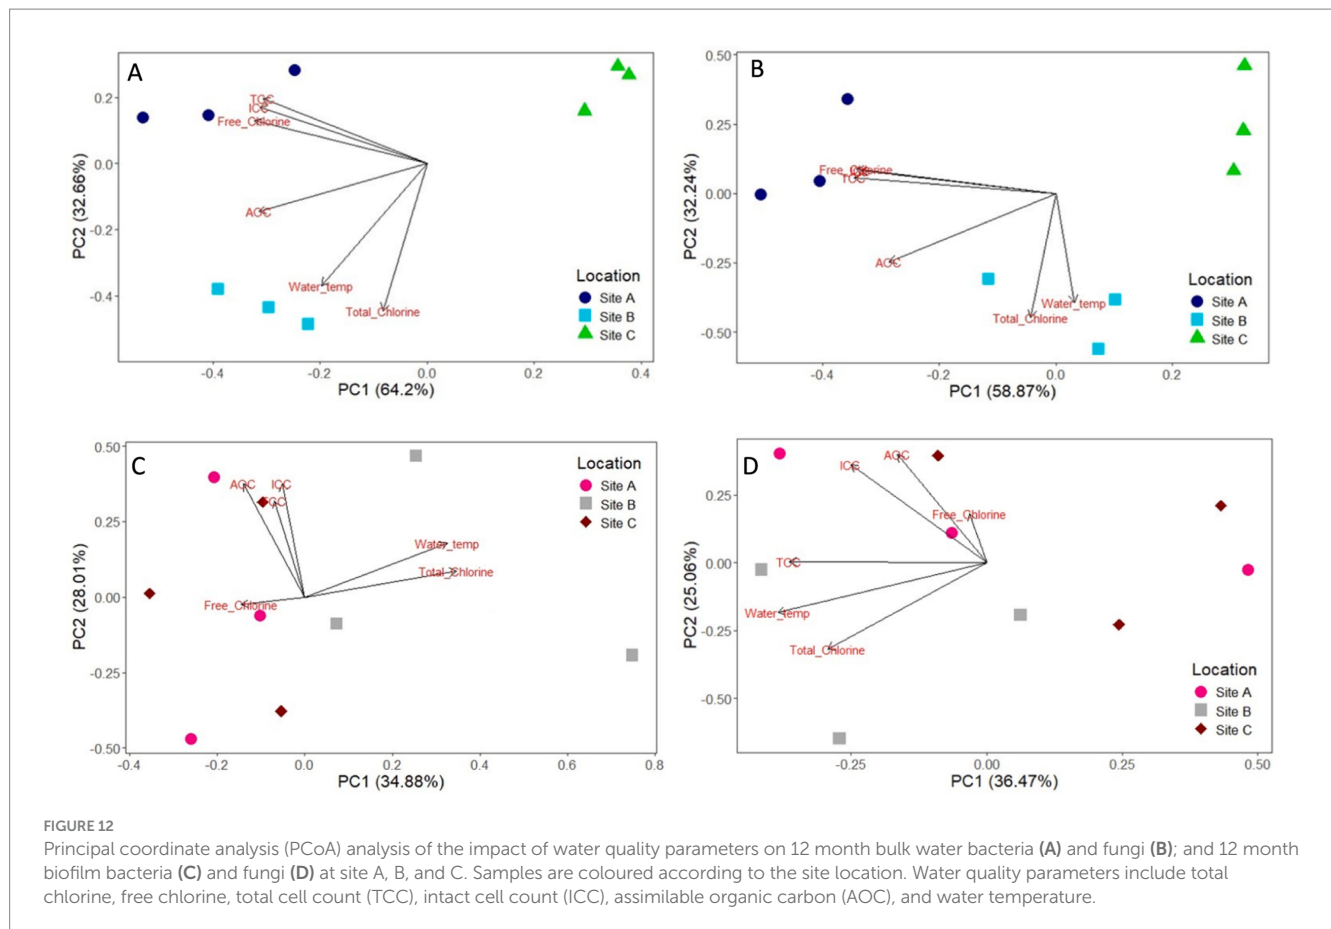 A
TCC
ICC
Free_Chlorine
AOC
Water_temp
Total_Chlorine
0.2
0.0
-0.2
-0.4
-0.4
-0.2
0.0
0.2
0.4
PC2 (32.66%)
PC1 (64.2%)
Location
Site A
Site B
Site C
B
Free_Chlorine
TCC
AOC
Water_temp
Total_Chlorine
0.50
0.25
0.00
-0.25
-0.50
-0.4
-0.2
0.0
0.2
PC2 (32.24%)
PC1 (58.87%)
Location
Site A
Site B
Site C
C
AOC
ICC
TCC
Water_temp
Total_Chlorine
Free_Chlorine
0.50
0.25
0.00
-0.25
-0.50
-0.4
-0.2
0.0
0.2
0.4
0.6
0.8
PC2 (28.01%)
PC1 (34.88%)
Location
Site A
Site B
Site C
D
AOC
ICC
Free_Chlorine
TCC
Water_temp
Total_Chlorine
0.25
0.00
-0.25
-0.50
-0.25
0.00
0.25
0.50
PC2 (25.06%)
PC1 (36.47%)
Location
Site A
Site B
Site C
FIGURE 12
Principal coordinate analysis (PCoA) analysis of the impact of water quality parameters on 12 month bulk water bacteria (A) and fungi (B); and 12 month
biofilm bacteria (C) and fungi (D) at site A, B, and C. Samples are coloured according to the site location. Water quality parameters include total
chlorine, free chlorine, total cell count (TCC), intact cell count (ICC), assimilable organic carbon (AOC), and water temperature.